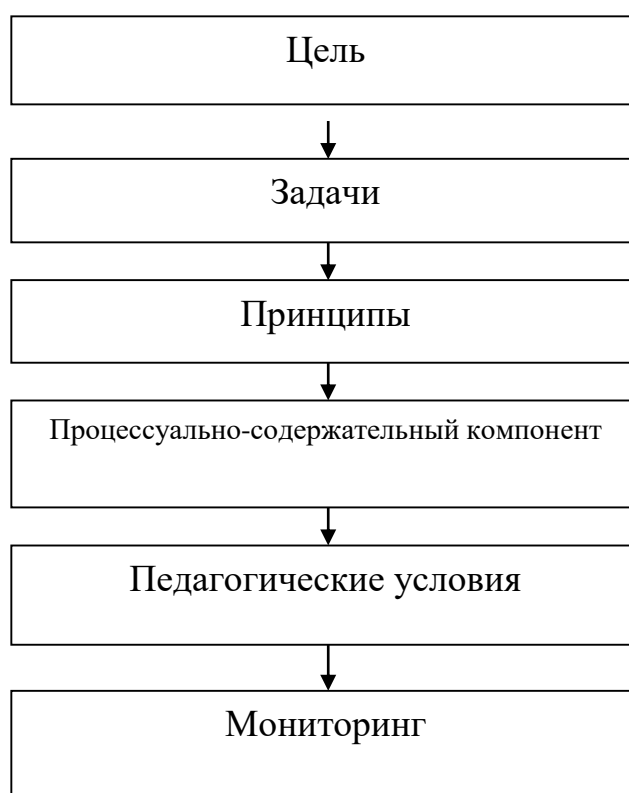 Цель
Задачи
Принципы
Процессуально-содержательный компонент
Педагогические условия
Мониторинг